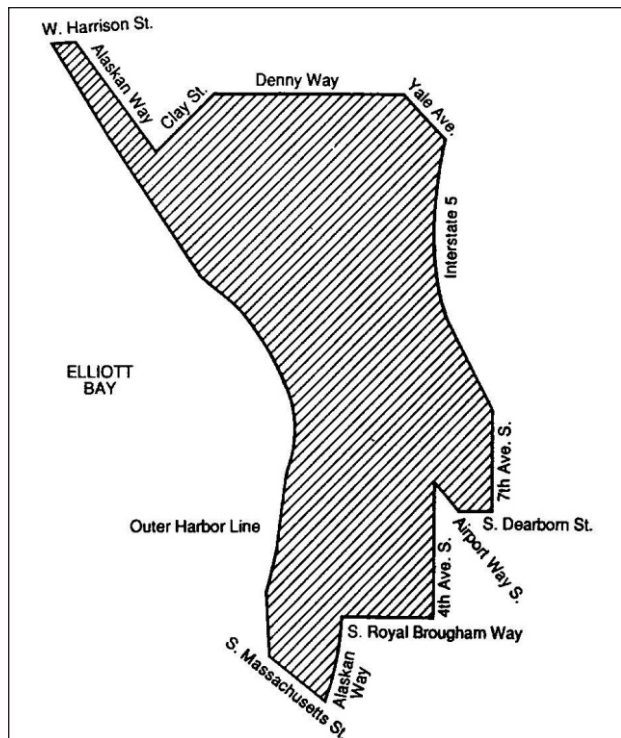 W. Harrison St.
Alaskan Way
Clay St.
Denny Way
Yale Ave.
Interstate 5
ELLIOTT
BAY
7th Ave. S.
Outer Harbor Line
S. Dearborn St.
Airport Way S.
4th Ave. S.
S. Royal Brougham Way
S. Massachusetts St.
Alaskan
Way